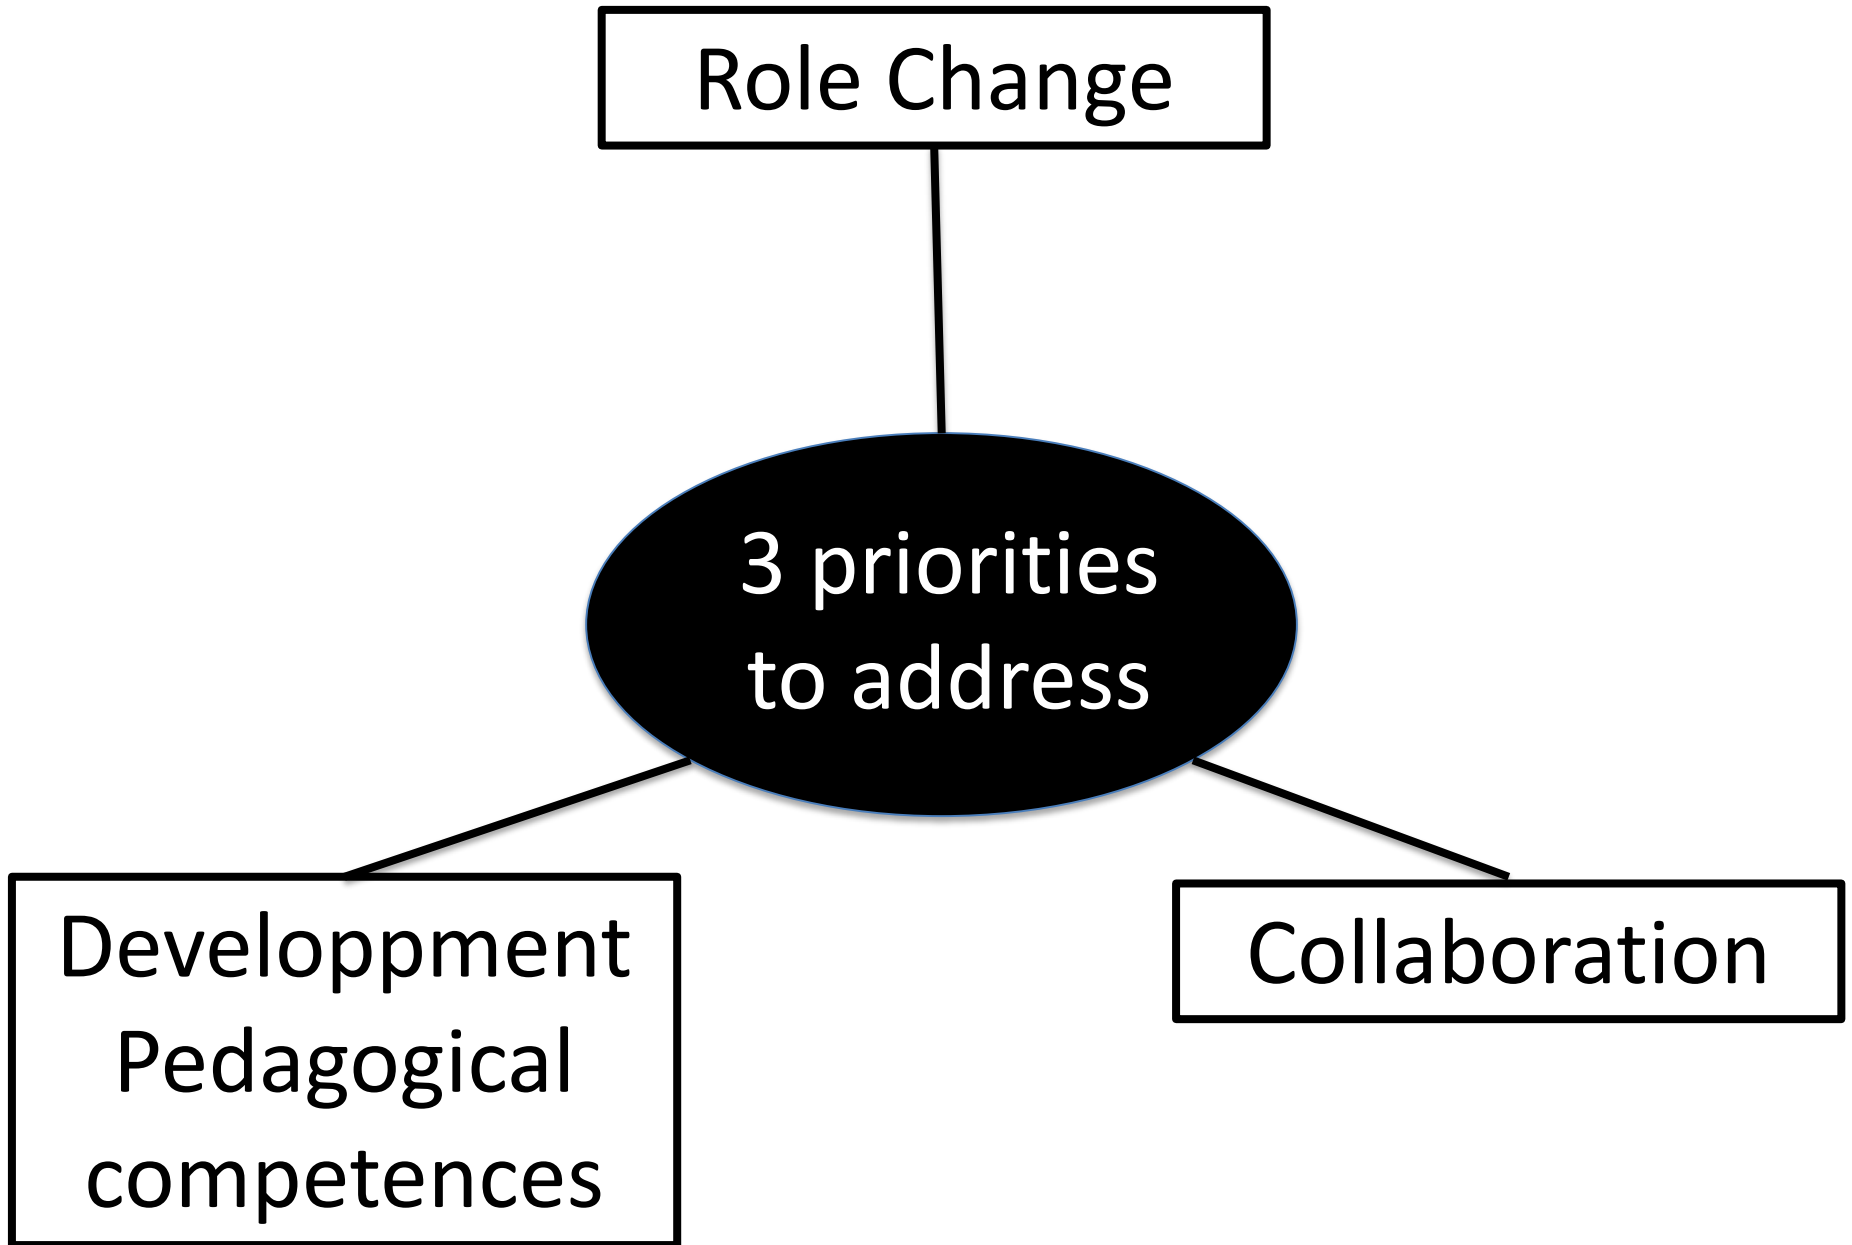 Role Change
3 priorities
to address
Developpment
Pedagogical
competences
Collaboration